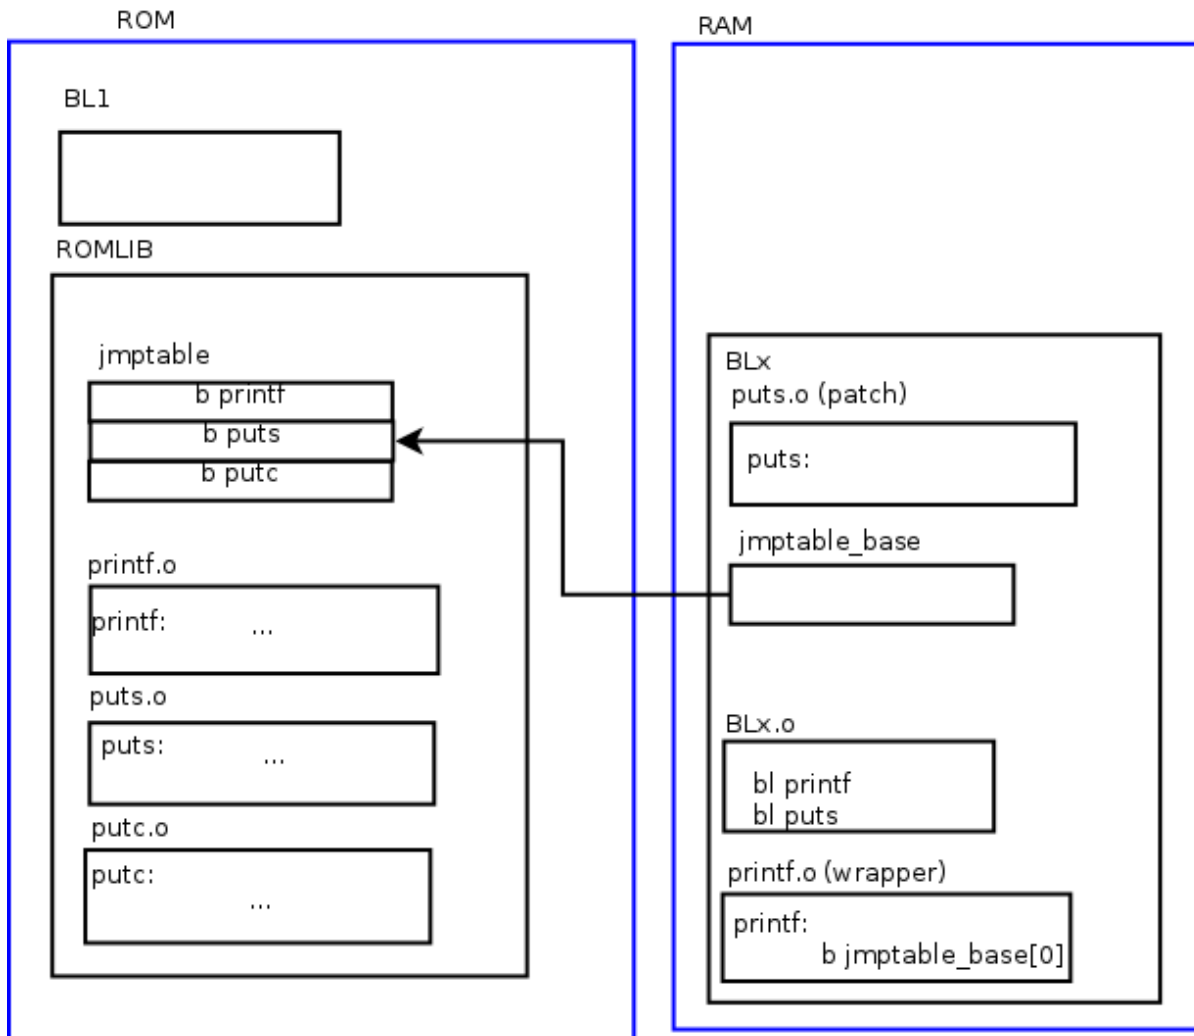 ROM
BL1
ROMLIB
jmptable
b printf
b puts
b putc
printf.o
printf: ...
puts.o
puts: ...
putc.o
putc:
...
RAM
BLx
puts.o (patch)
puts:
jmptable_base
BLx.o
bl printf
bl puts
printf.o (wrapper)
printf:
b jmptable_base[0]